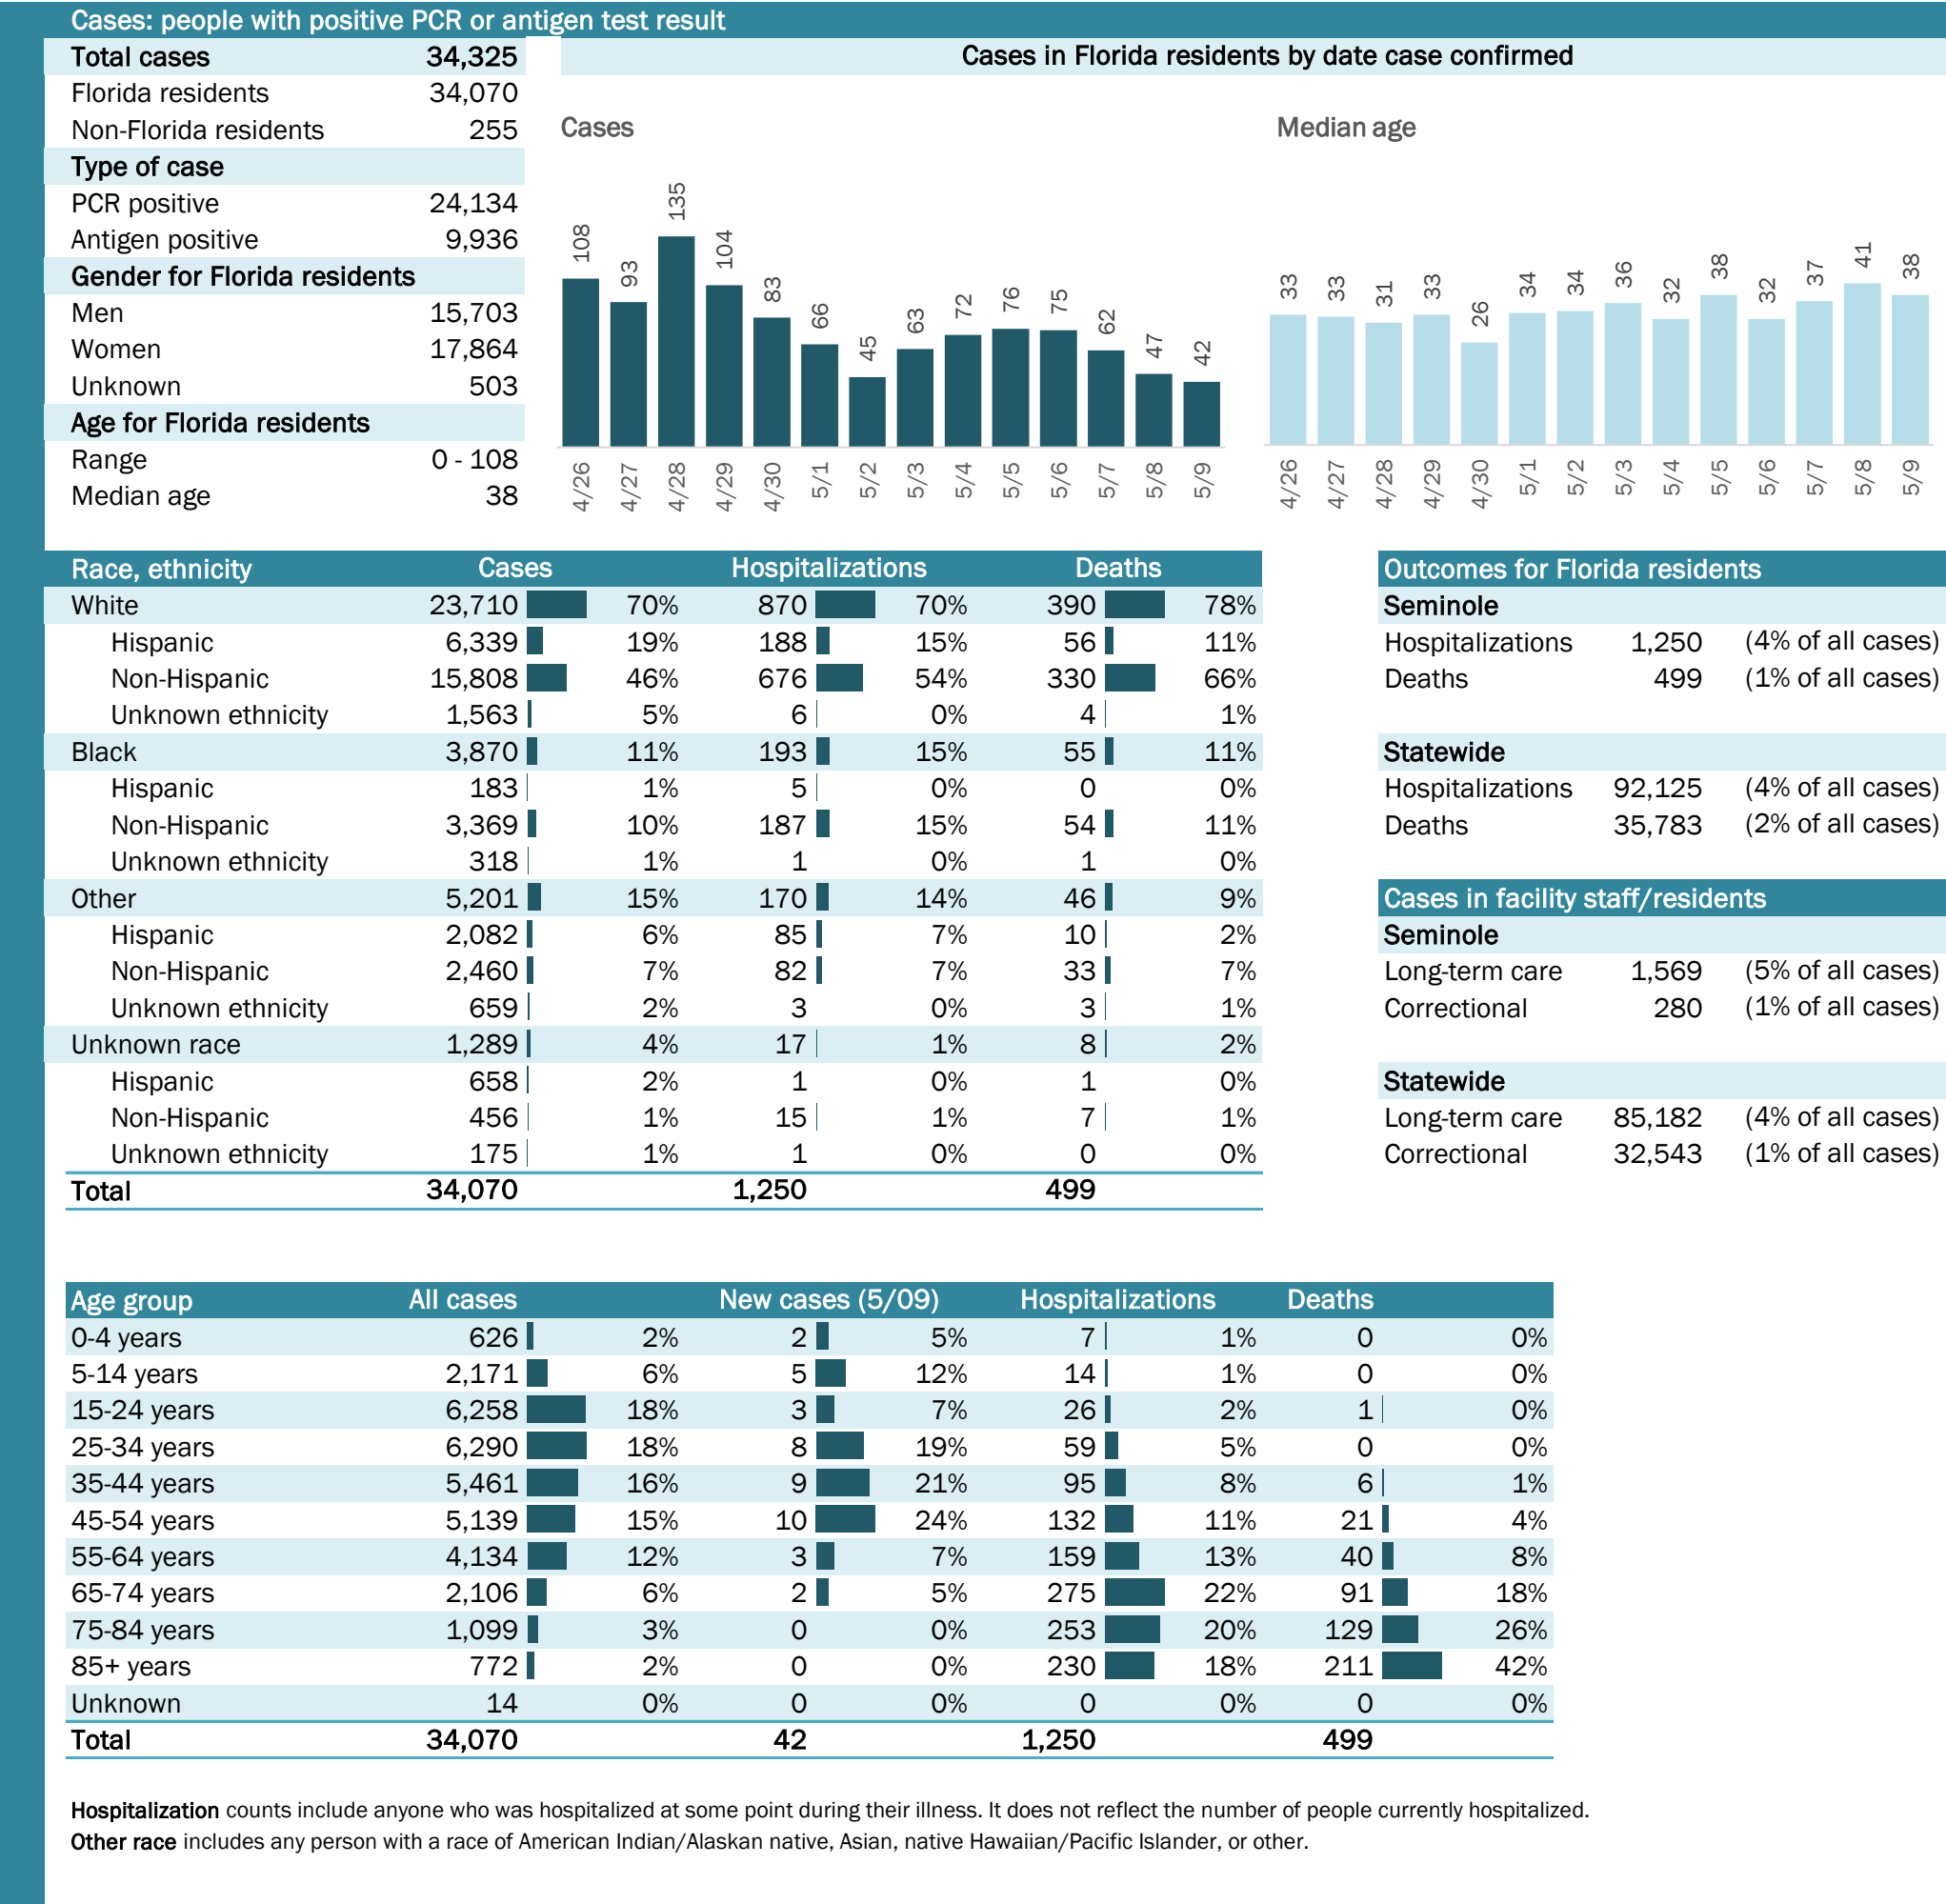 Cases: people with positive PCR or antigen test result
Total cases 34,325
Florida residents 34,070
Non-Florida residents 255
Type of case
PCR positive 24,134
Antigen positive 9,936
Gender for Florida residents
Men 15,703
Women 17,864
Unknown 503
Age for Florida residents
Range 0 - 108
Median age 38
Cases in Florida residents by date case confirmed
Cases
108 93 135 104 83 66 45 63 72 76 75 62 47 42
4/26 4/27 4/28 4/29 4/30 5/1 5/2 5/3 5/4 5/5 5/6 5/7 5/8 5/9
Median age
33 33 31 33 26 34 34 36 32 38 32 37 41 38
4/26 4/27 4/28 4/29 4/30 5/1 5/2 5/3 5/4 5/5 5/6 5/7 5/8 5/9
Race, ethnicity Cases Hospitalizations Deaths
White 23,710 70% 870 70% 390 78%
Hispanic 6,339 19% 188 15% 56 11%
Non-Hispanic 15,808 46% 676 54% 330 66%
Unknown ethnicity 1,563 5% 6 0% 4 1%
Black 3,870 11% 193 15% 55 11%
Hispanic 183 1% 5 0% 0 0%
Non-Hispanic 3,369 10% 187 15% 54 11%
Unknown ethnicity 318 1% 1 0% 1 0%
Other 5,201 15% 170 14% 46 9%
Hispanic 2,082 6% 85 7% 10 2%
Non-Hispanic 2,460 7% 82 7% 33 7%
Unknown ethnicity 659 2% 3 0% 3 1%
Unknown race 1,289 4% 17 1% 8 2%
Hispanic 658 2% 1 0% 1 0%
Non-Hispanic 456 1% 15 1% 7 1%
Unknown ethnicity 175 1% 1 0% 0 0%
Total 34,070 1,250 499
Outcomes for Florida residents
Seminole
Hospitalizations 1,250 (4% of all cases)
Deaths 499 (1% of all cases)
Statewide
Hospitalizations 92,125 (4% of all cases)
Deaths 35,783 (2% of all cases)
Cases in facility staff/residents
Seminole
Long-term care 1,569 (5% of all cases)
Correctional 280 (1% of all cases)
Statewide
Long-term care 85,182 (4% of all cases)
Correctional 32,543 (1% of all cases)
Age group All cases New cases (5/09) Hospitalizations Deaths
0-4 years 626 2% 2 5% 7 1% 0 0%
5-14 years 2,171 6% 5 12% 14 1% 0 0%
15-24 years 6,258 18% 3 7% 26 2% 1 0%
25-34 years 6,290 18% 8 19% 59 5% 0 0%
35-44 years 5,461 16% 9 21% 95 8% 6 1%
45-54 years 5,139 15% 10 24% 132 11% 21 4%
55-64 years 4,134 12% 3 7% 159 13% 40 8%
65-74 years 2,106 6% 2 5% 275 22% 91 18%
75-84 years 1,099 3% 0 0% 253 20% 129 26%
85+ years 772 2% 0 0% 230 18% 211 42%
Unknown 14 0% 0 0% 0 0% 0 0%
Total 34,070 42 1,250 499
Hospitalization counts include anyone who was hospitalized at some point during their illness. It does not reflect the number of people currently hospitalized.
Other race includes any person with a race of American Indian/Alaskan native, Asian, native Hawaiian/Pacific Islander, or other.